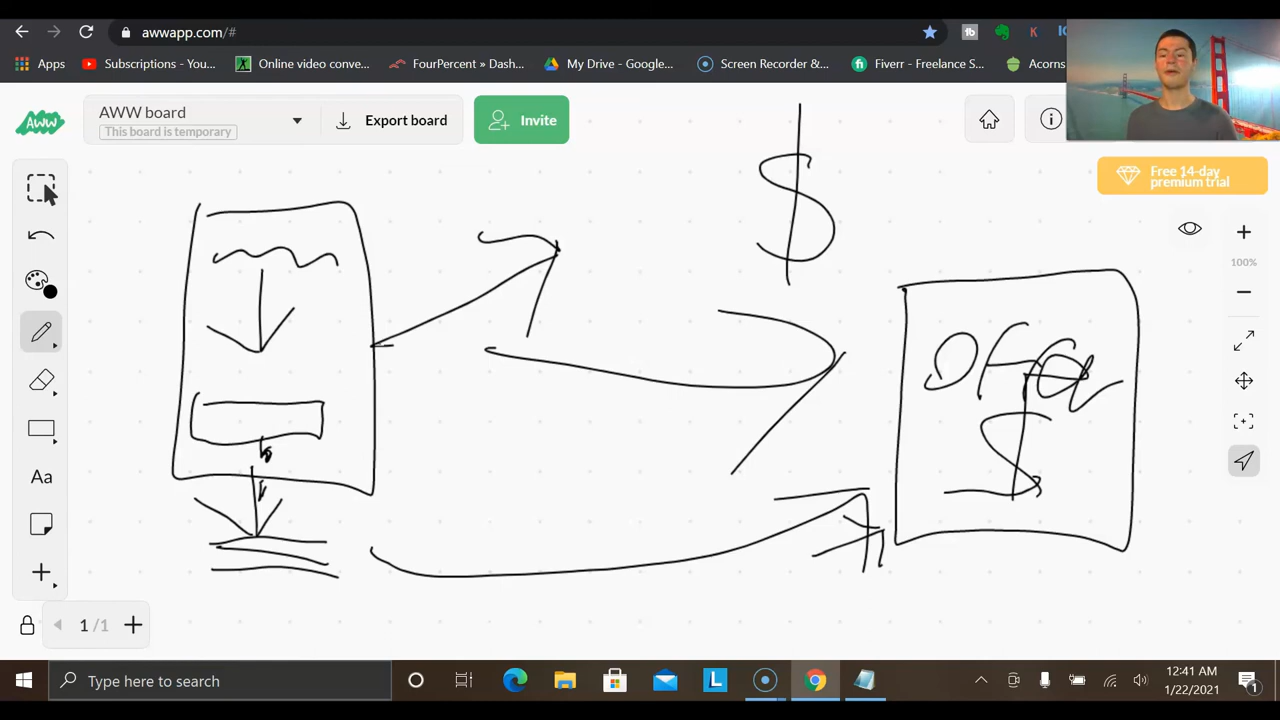 awwapp.com/#
Apps
Subscriptions - You...
Online video conve...
FourPercent » Dash...
My Drive - Google...
Screen Recorder &...
Fiverr - Freelance S...
Acorns
AWW
AWW board
This board is temporary
Export board
Invite
Free 14-day
premium trial
$
100%
$
Aa
1 / 1
Type here to search
L
12:41 AM
1/22/2021
1